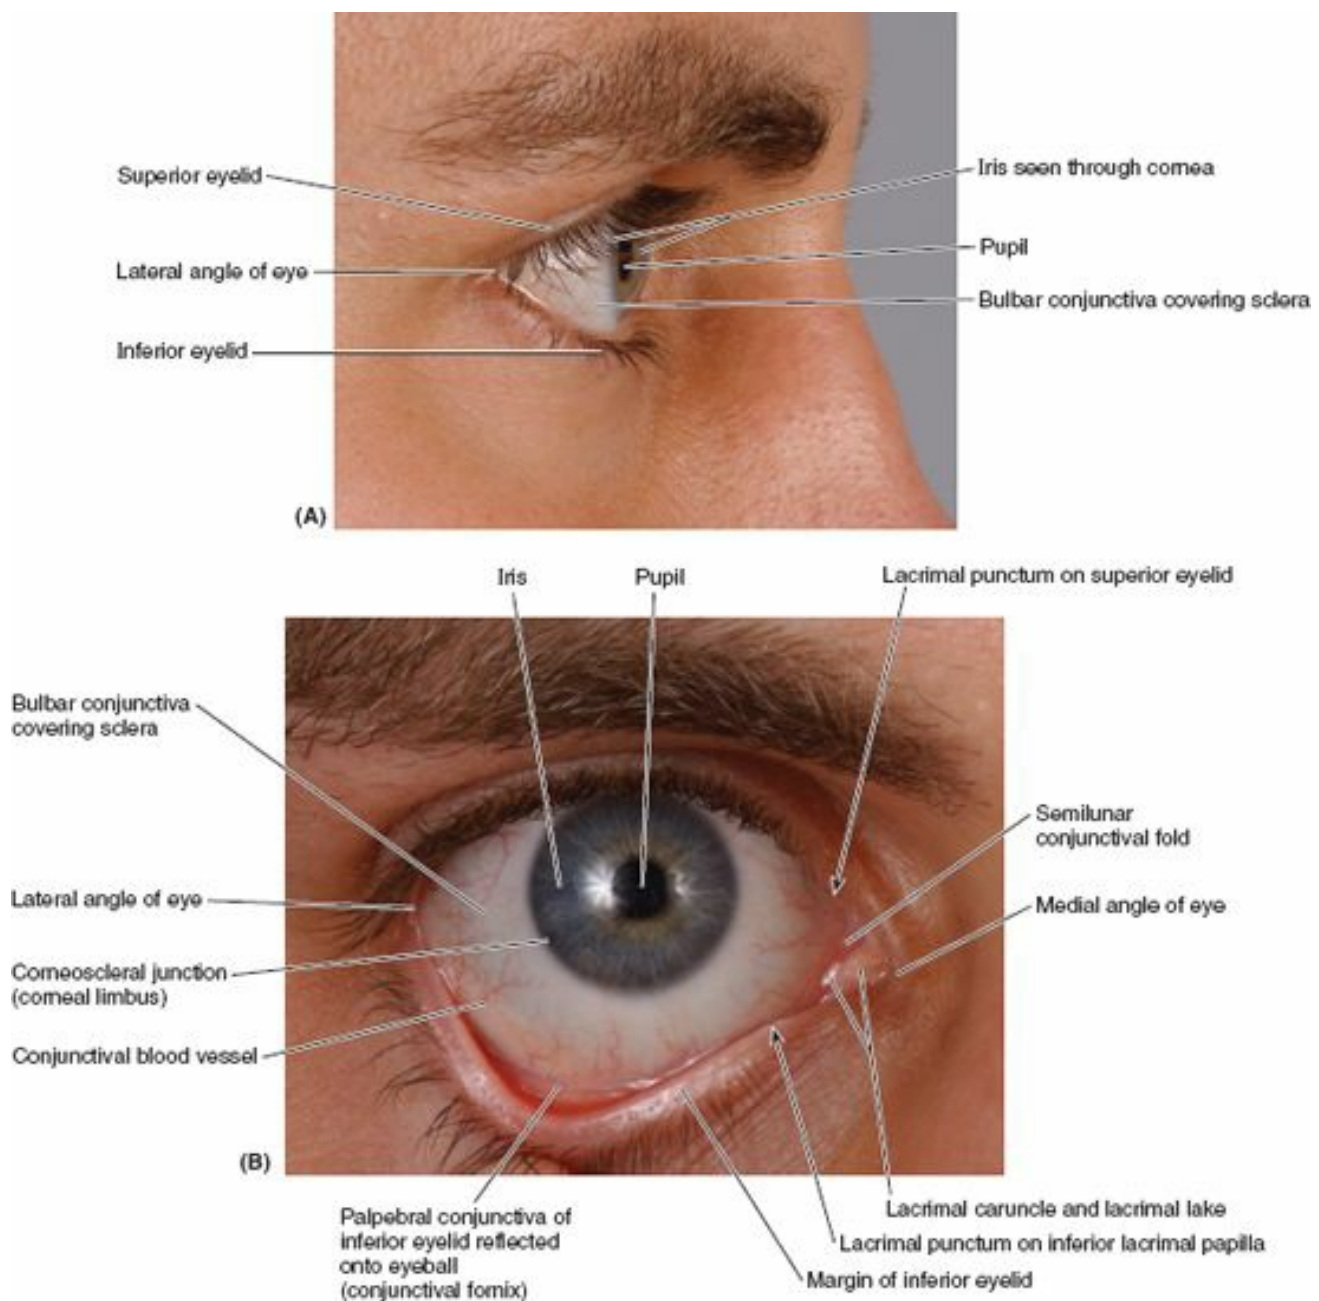 Superior eyelid
Lateral angle of eye
Inferior eyelid
Iris seen through cornea
Pupil
Bulbar conjunctiva covering sclera
(A)
Iris
Pupil
Lacrimal punctum on superior eyelid
Bulbar conjunctiva
covering sclera
Lateral angle of eye
Corneoscleral junction
(corneal limbus)
Conjunctival blood vessel
Semilunar
conjunctival fold
Medial angle of eye
(B)
Palpebral conjunctiva of
inferior eyelid reflected
onto eyeball
(conjunctival fornix)
Lacrimal caruncle and lacrimal lake
Lacrimal punctum on inferior lacrimal papilla
Margin of inferior eyelid